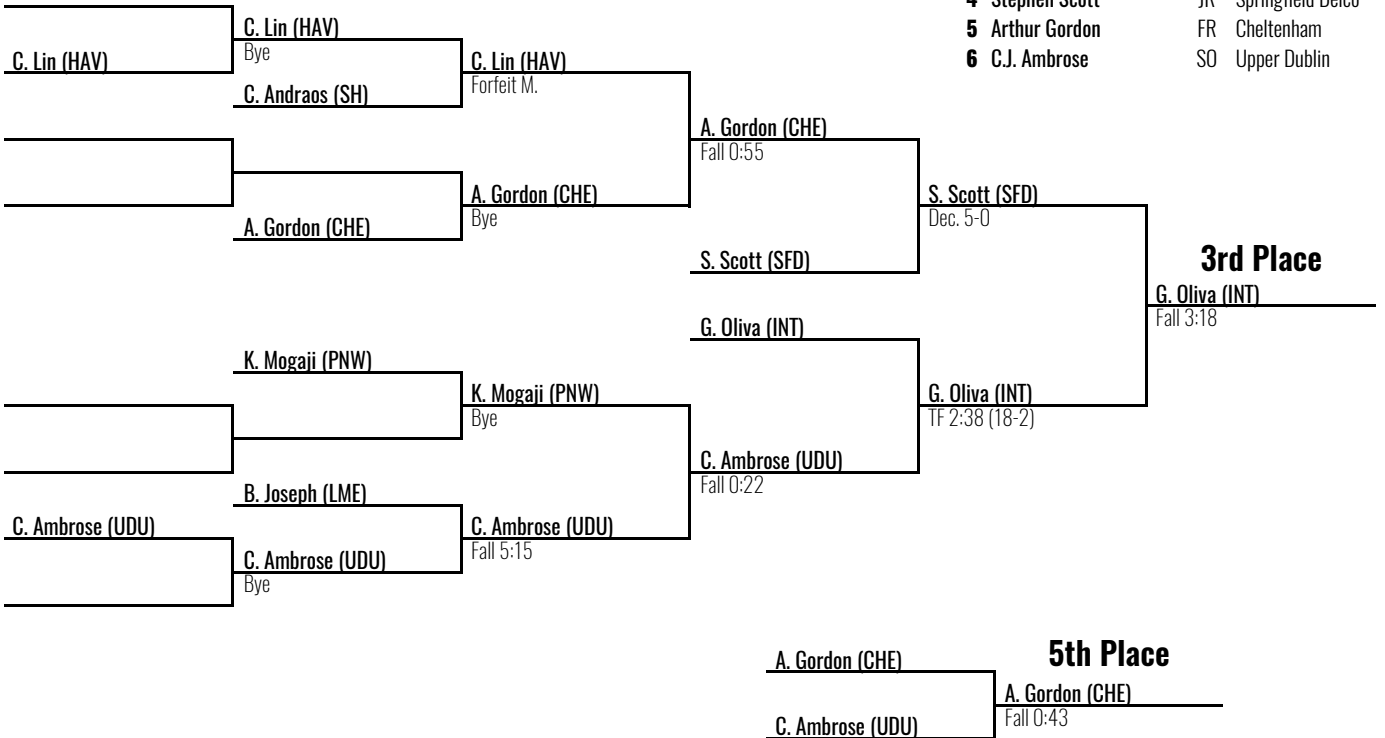 4 Stephen Scott JR Springfield Delco
5 Arthur Gordon FR Cheltenham
6 C.J. Ambrose SO Upper Dublin
C. Lin (HAV)
C. Lin (HAV)
Bye
C. Andraos (SH)
C. Lin (HAV)
Forfeit M.
A. Gordon (CHE)
A. Gordon (CHE)
Bye
A. Gordon (CHE)
Fall 0:55
S. Scott (SFD)
S. Scott (SFD)
Dec. 5-0
3rd Place
G. Oliva (INT)
Fall 3:18
G. Oliva (INT)
G. Oliva (INT)
TF 2:38 (18-2)
K. Mogaji (PNW)
K. Mogaji (PNW)
Bye
C. Ambrose (UDU)
Fall 0:22
B. Joseph (LME)
C. Ambrose (UDU)
C. Ambrose (UDU)
Bye
C. Ambrose (UDU)
Fall 5:15
5th Place
A. Gordon (CHE)
A. Gordon (CHE)
Fall 0:43
C. Ambrose (UDU)